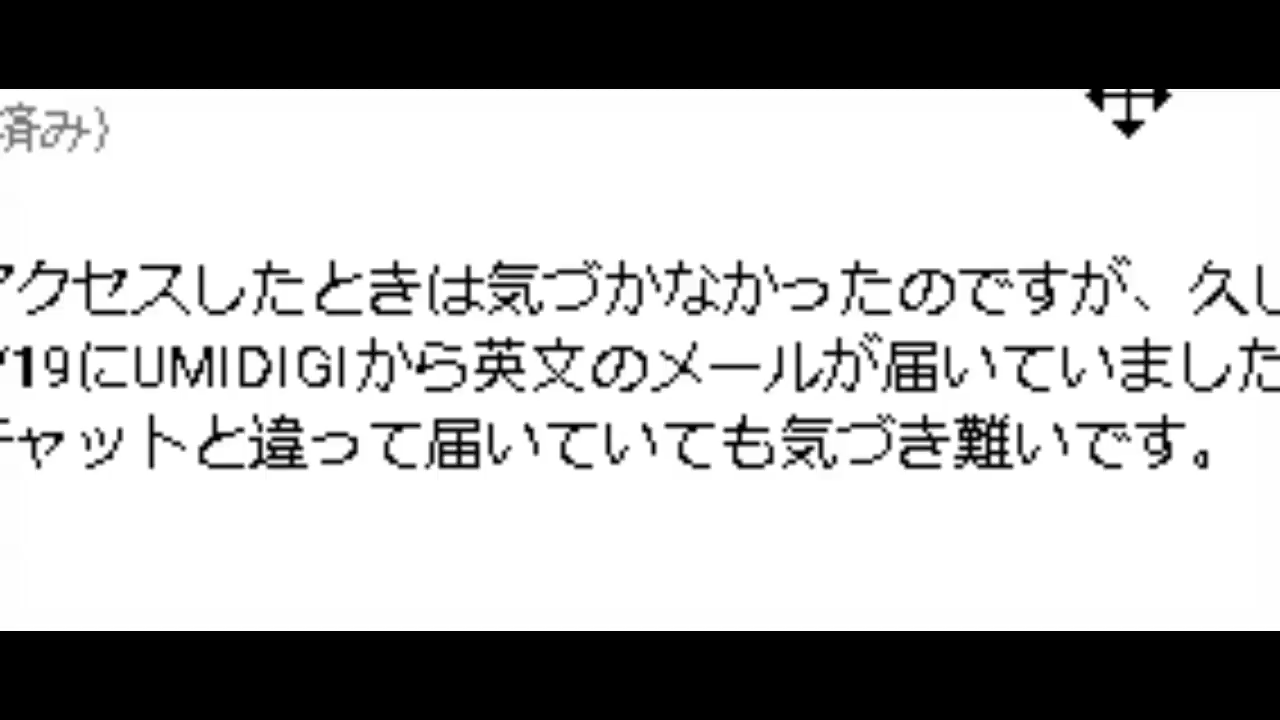 済み)
アクセスしたときは気づかなかったのですが、久し
/19にUMIDIGIから英文のメールが届いていました
チャットと違って届いていても気づき難いです。